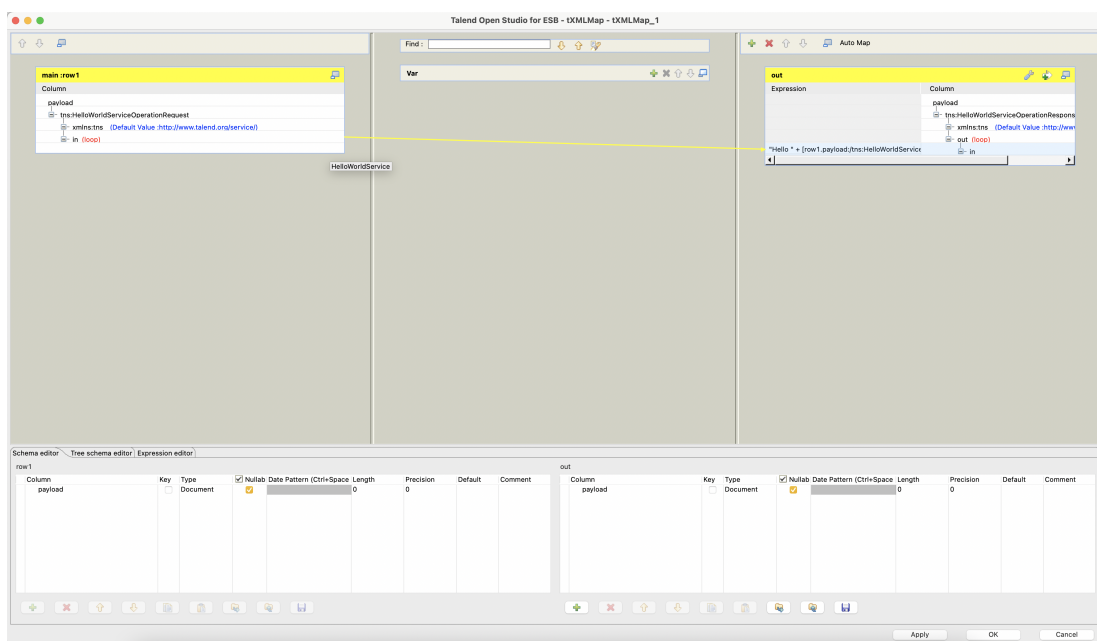 Talend Open Studio for ESB - tXMLMap - tXMLMap_1
Find :
Auto Map
main :row1
Column
payload
tns:HelloWorldServiceOperationRequest
xmlns:tns (Default Value :http://www.talend.org/service/)
in (loop)
HelloWorldService
Var
out
Expression Column
payload
tns:HelloWorldServiceOperationRespons
xmlns:tns (Default Value :http://www
out (loop)
"Hello " + [row1.payload:/tns:HelloWorldService in
Schema editor Tree schema editor Expression editor
row1
Column Key Type Nullab Date Pattern (Ctrl+Space Length Precision Default Comment
payload Document 0 0
out
Column Key Type Nullab Date Pattern (Ctrl+Space Length Precision Default Comment
payload Document 0 0
Apply OK Cancel